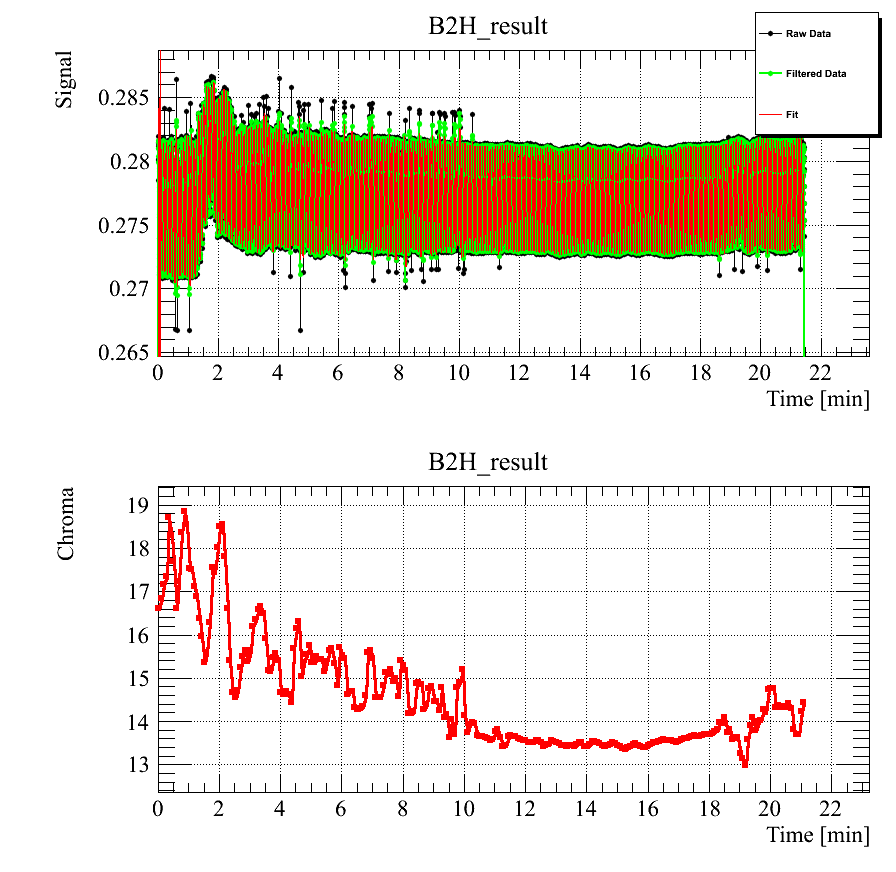 B2H_result
Signal
Raw Data
Filtered Data
Fit
0.285
0.28
0.275
0.27
0.265
0 2 4 6 8 10 12 14 16 18 20 22
Time [min]
B2H_result
Chroma
19
18
17
16
15
14
13
0 2 4 6 8 10 12 14 16 18 20 22
Time [min]